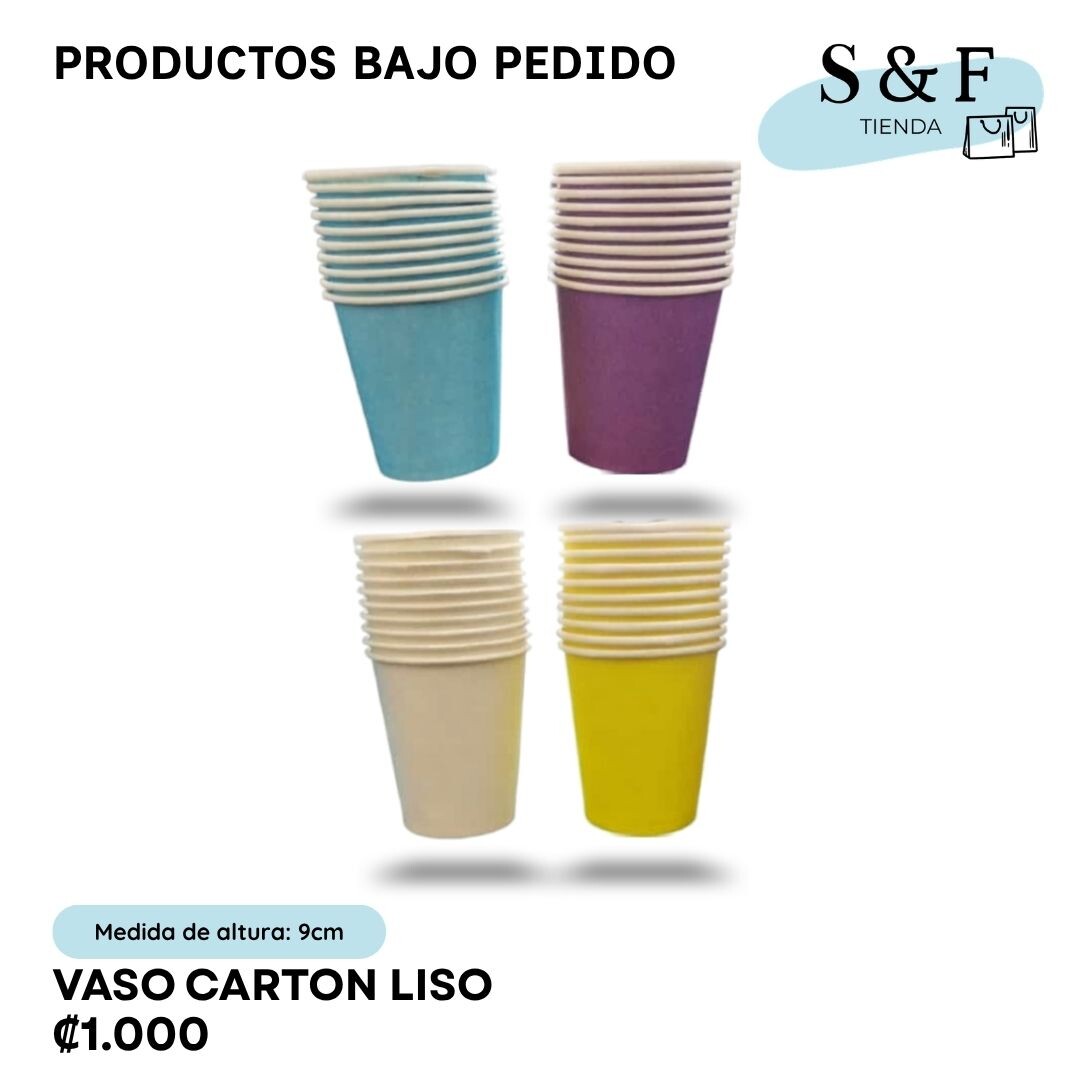 PRODUCTOS BAJO PEDIDO
S & F
TIENDA
Medida de altura: 9cm
VASO CARTON LISO
₡1.000